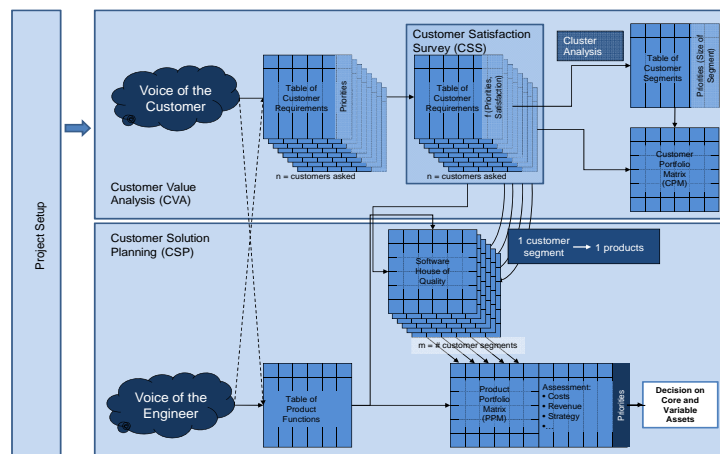 Project Setup
Customer Satisfaction
Survey (CSS)
Cluster
Analysis
Voice of the
Customer
Table of
Customer
Requirements
Priorities
n = customers asked
Table of
Customer
Requirements
f (Priorities,
Satisfaction)
n = customers asked
Table of
Customer
Segments
Priorities (Size of
Segment)
Customer
Portfolio
Matrix
(CPM)
Customer Value
Analysis (CVA)
Customer Solution
Planning (CSP)
Software
House of
Quality
1 customer
segment → 1 products
m = # customer segments
Voice of the
Engineer
Table of
Product
Functions
Product
Portfolio
Matrix
(PPM)
Assessment:
• Costs
• Revenue
• Strategy
•...
Priorities
Decision on
Core and
Variable
Assets